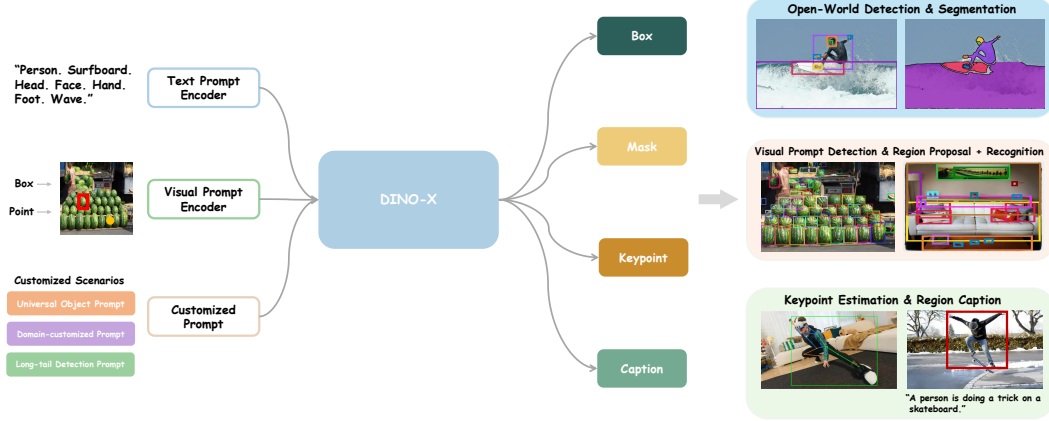 “Person. Surfboard.
Head. Face. Hand.
Foot. Wave.”
Text Prompt
Encoder
Box
Point
Visual Prompt
Encoder
Customized Scenarios
Universal Object Prompt
Domain-customized Prompt
Long-tail Detection Prompt
Customized
Prompt
DINO-X
Box
Mask
Keypoint
Caption
Open-World Detection & Segmentation
Visual Prompt Detection & Region Proposal + Recognition
Keypoint Estimation & Region Caption
“A person is doing a trick on a
skateboard.”